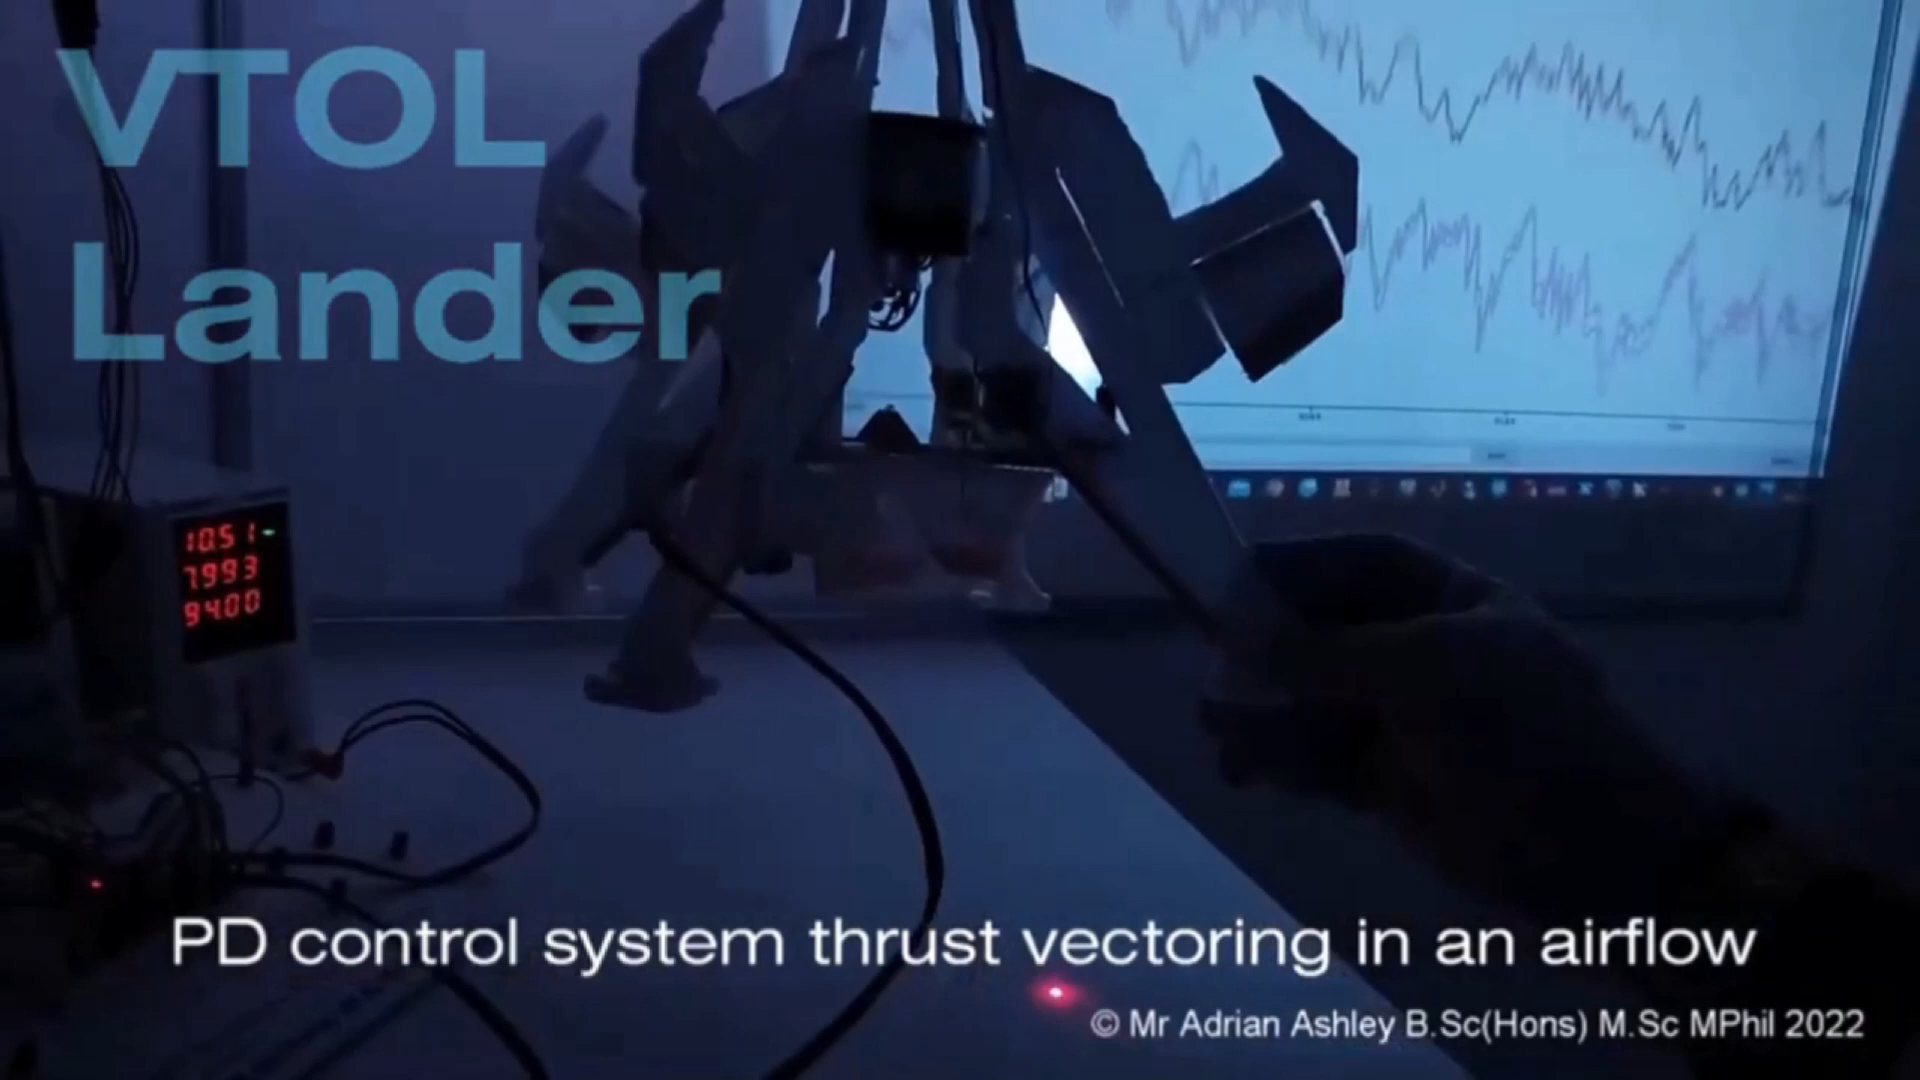 VTOL
Lander
10.51
7.993
84.00
PD control system thrust vectoring in an airflow
© Mr Adrian Ashley B.Sc(Hons) M.Sc MPhil 2022